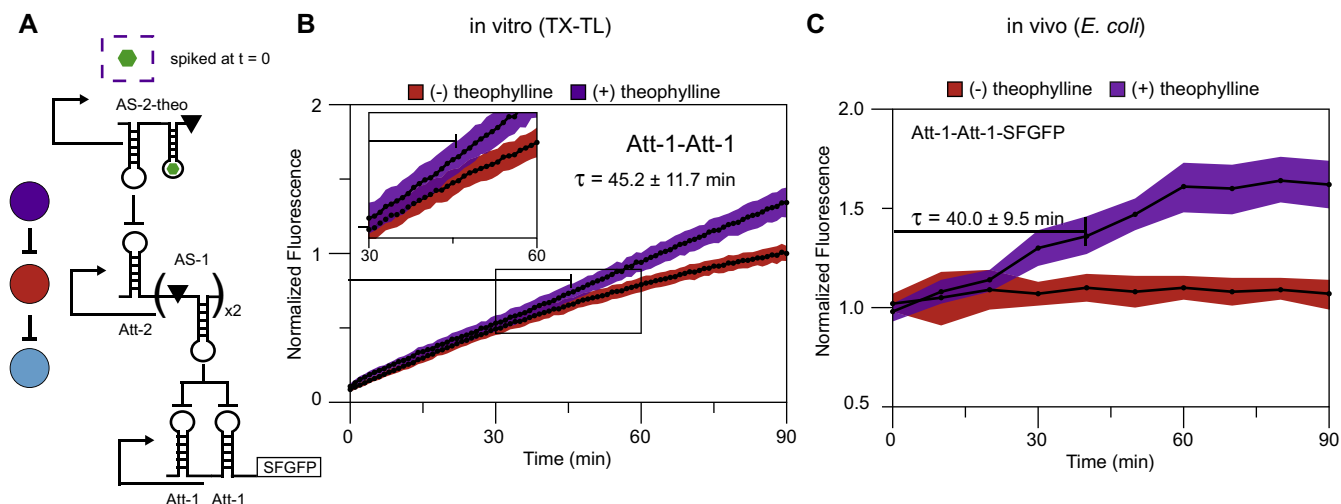 A
spiked at t = 0
AS-2-theo
AS-1
( )x2
Att-2
SFGFP
Att-1 Att-1
B
in vitro (TX-TL)
(-) theophylline (+) theophylline
Att-1-Att-1
τ = 45.2 ± 11.7 min
Normalized Fluorescence
2
1
0
30 60
0 30 60 90
Time (min)
C
in vivo (E. coli)
(-) theophylline (+) theophylline
Att-1-Att-1-SFGFP
τ = 40.0 ± 9.5 min
Normalized Fluorescence
2.0
1.5
1.0
0.5
0 30 60 90
Time (min)